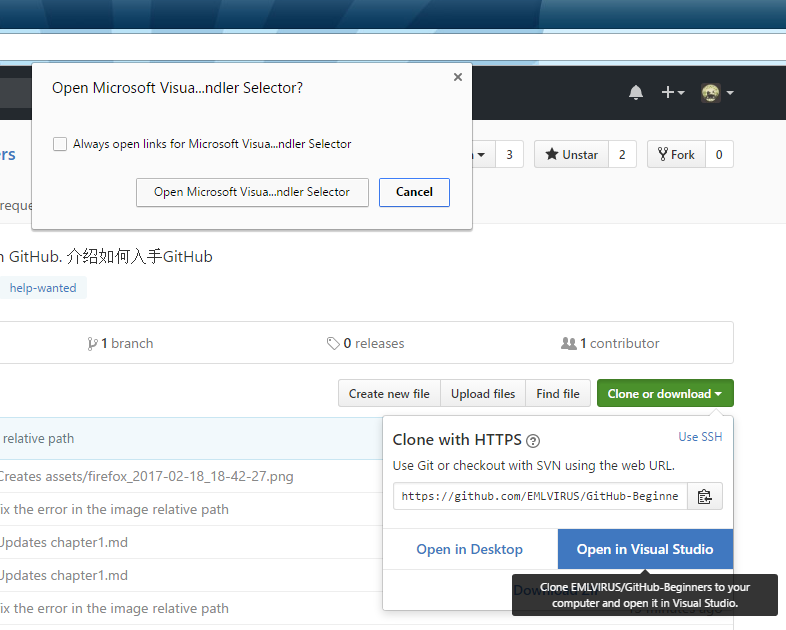 Open Microsoft Visua...ndler Selector?
Always open links for Microsoft Visua...ndler Selector
Open Microsoft Visua...ndler Selector
Cancel
rs
3
Unstar
2
Fork
0
reque
GitHub. 介绍如何入手GitHub
help-wanted
1 branch
0 releases
1 contributor
Create new file
Upload files
Find file
Clone or download
relative path
Creates assets/firefox_2017-02-18_18-42-27.png
ix the error in the image relative path
Updates chapter1.md
Updates chapter1.md
ix the error in the image relative path
Clone with HTTPS
Use SSH
Use Git or checkout with SVN using the web URL.
https://github.com/EMLVIRUS/GitHub-Beginne
Open in Desktop
Open in Visual Studio
Clone EMLVIRUS/GitHub-Beginners to your
computer and open it in Visual Studio.